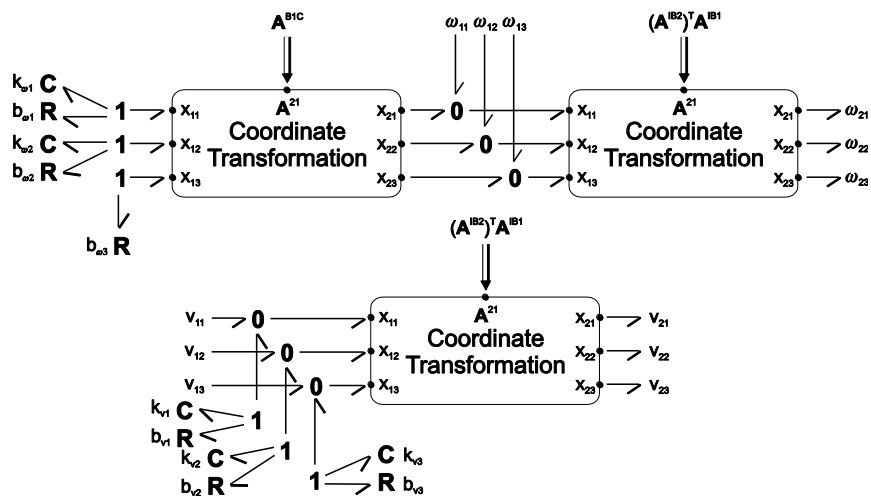 A^B1C ω11 ω12 ω13 (A^IB2)^T A^IB1
kω1 C
bω1 R 1 x11 A^21 x21 0 x11 A^21 x21 ω21
kω2 C 1 x12 Coordinate x22 0 x12 Coordinate x22 ω22
bω2 R Transformation Transformation
1 x13 x23 0 x13 x23 ω23
bω3 R
(A^IB2)^T A^IB1
v11 0 x11 A^21 x21 v21
v12 0 x12 Coordinate x22 v22
Transformation
v13 0 x13 x23 v23
kv1 C 1
bv1 R
kv2 C 1 C kv3
bv2 R 1 R bv3